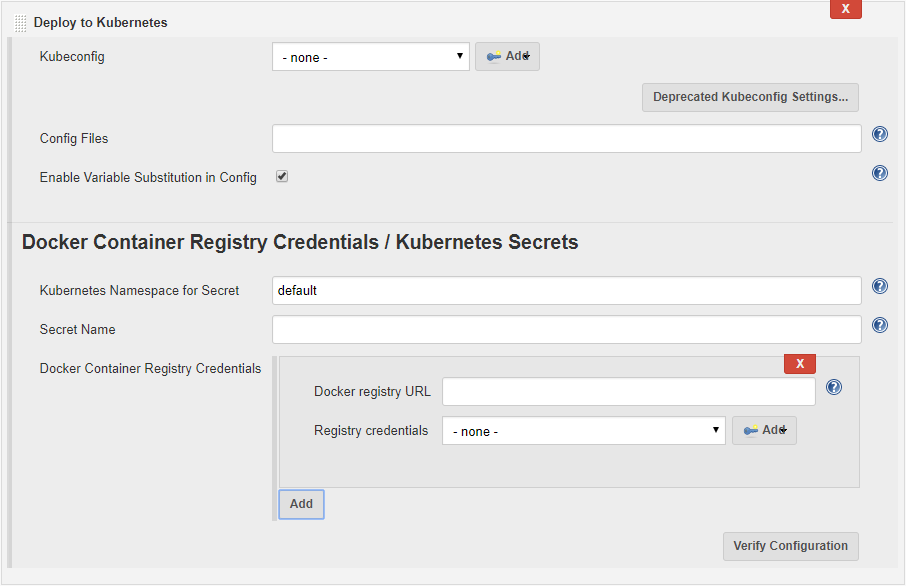 X
Deploy to Kubernetes
Kubeconfig - none - Add
Deprecated Kubeconfig Settings...
Config Files ?
Enable Variable Substitution in Config ?
Docker Container Registry Credentials / Kubernetes Secrets
Kubernetes Namespace for Secret default ?
Secret Name ?
Docker Container Registry Credentials X
Docker registry URL ?
Registry credentials - none - Add
Add
Verify Configuration